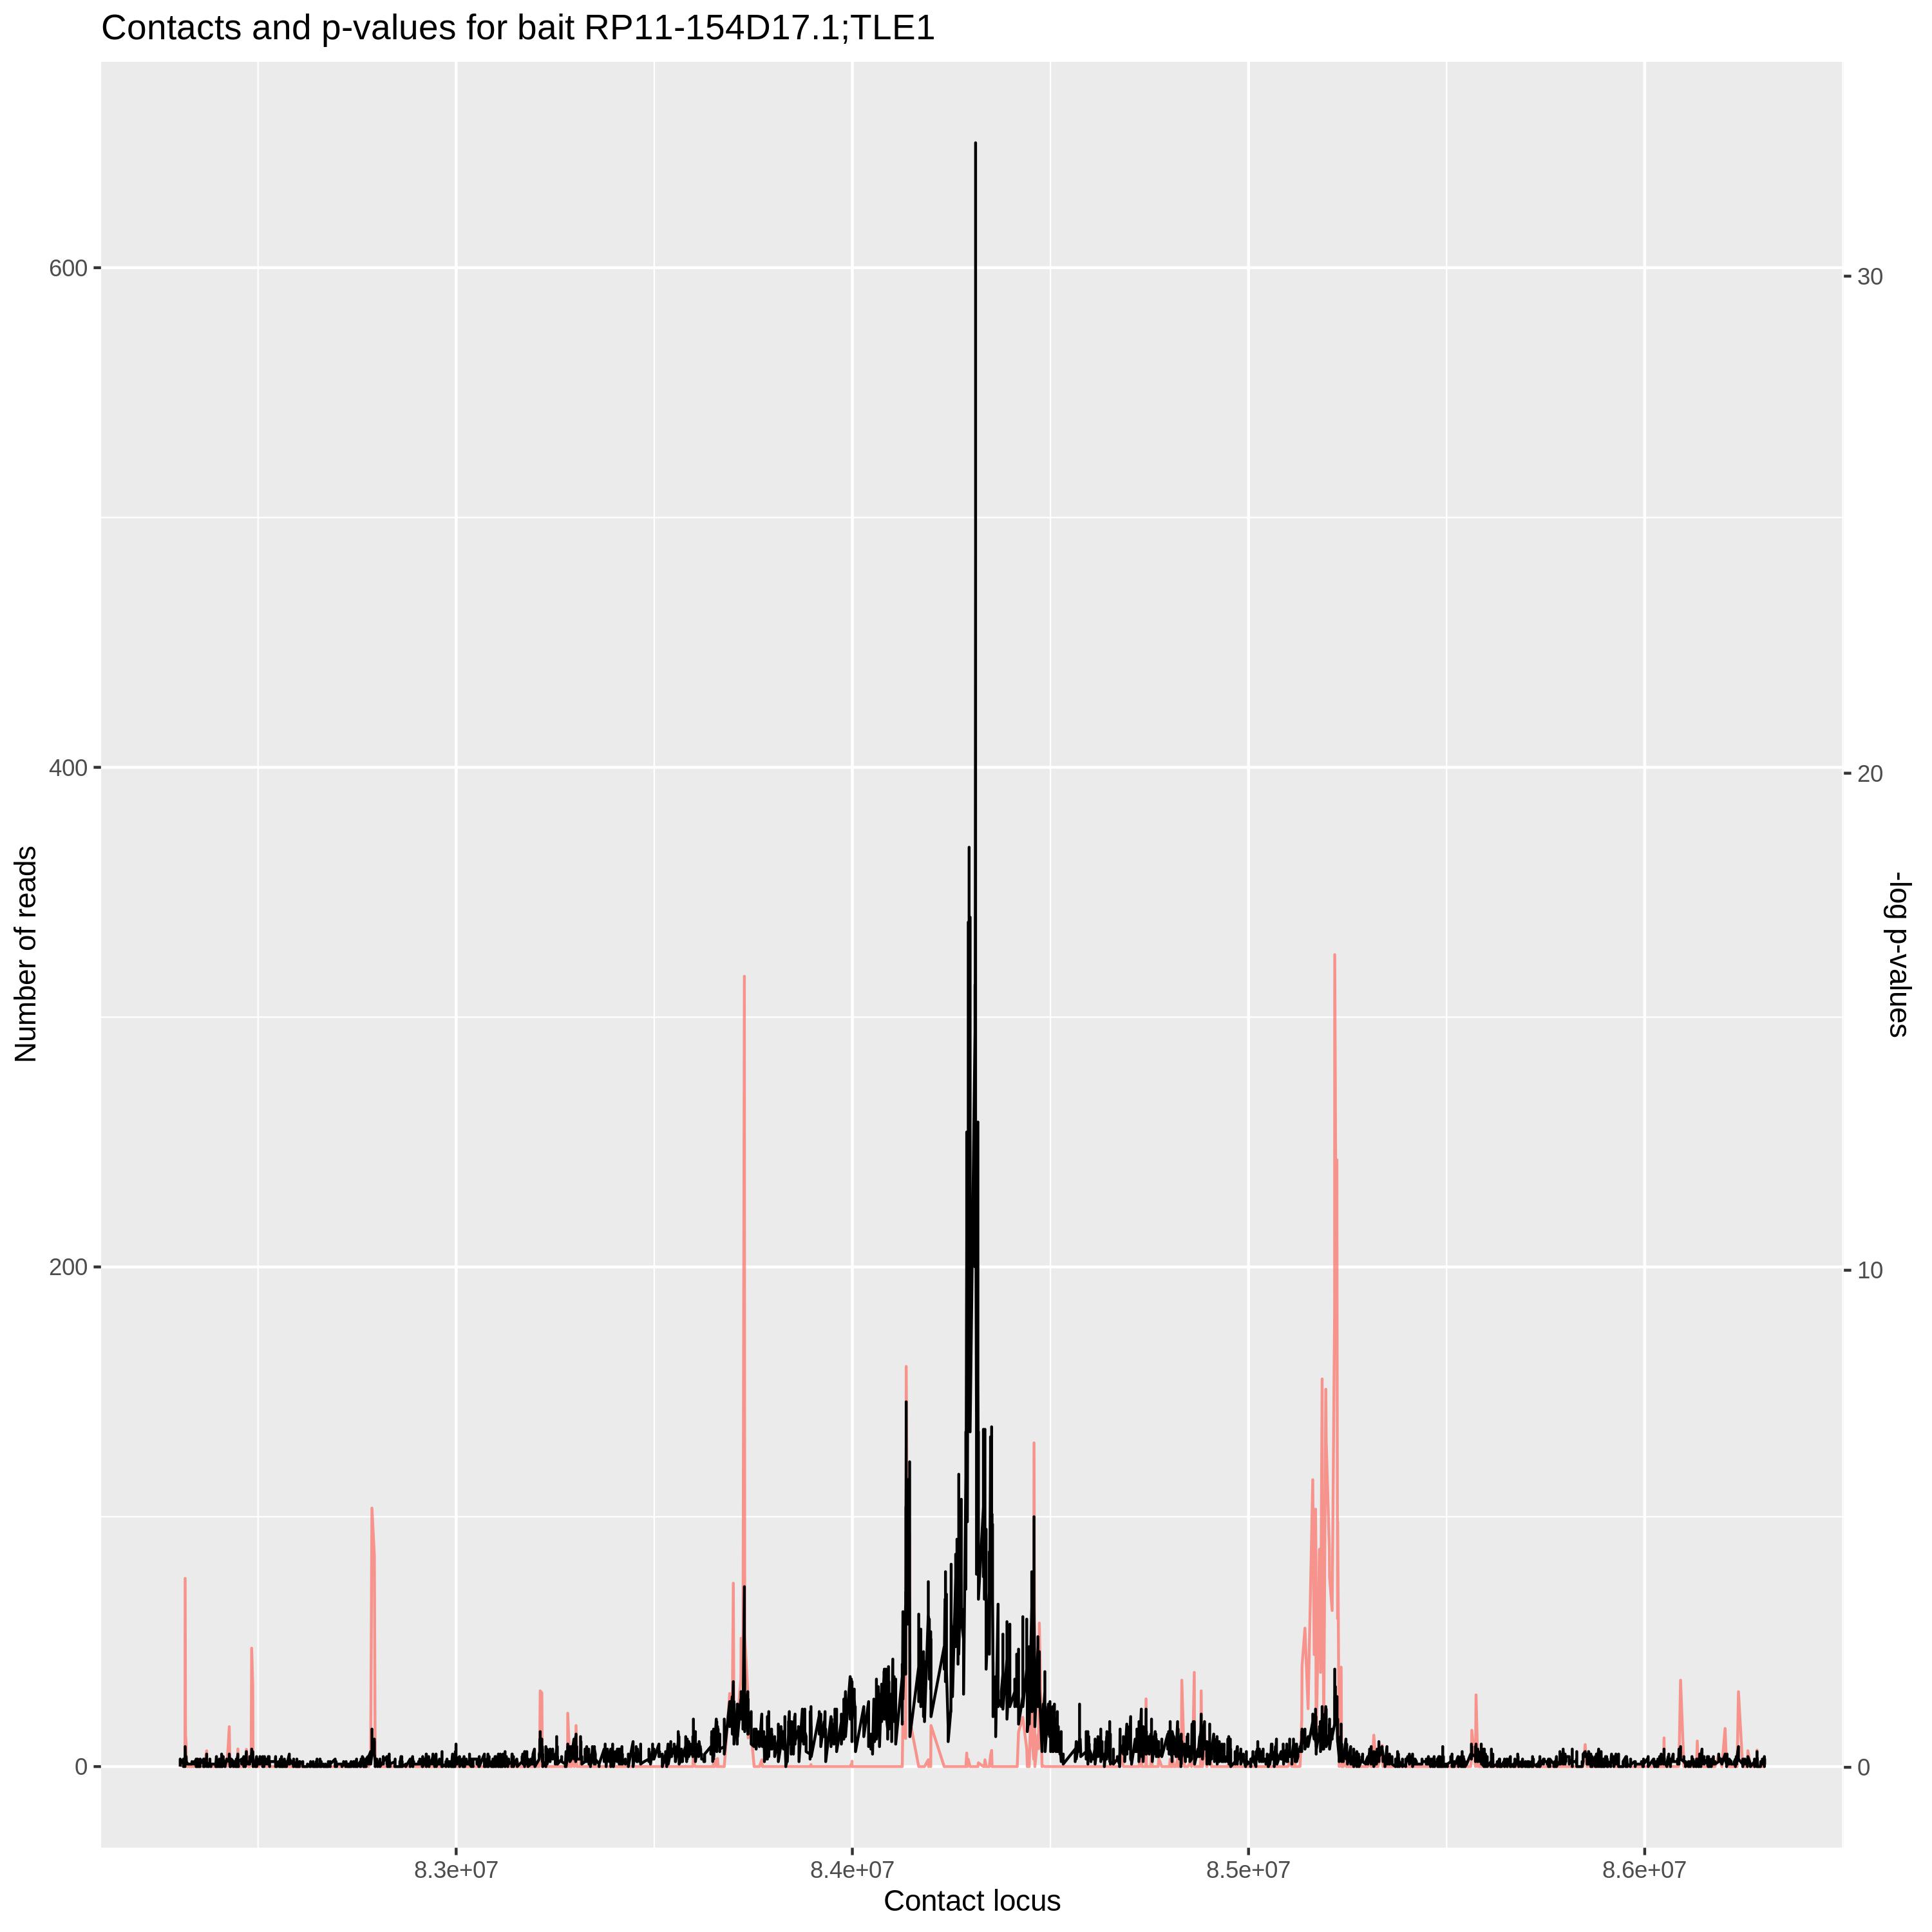 Contacts and p-values for bait RP11-154D17.1;TLE1
600
400
200
0
Number of reads
30
20
10
0
-log p-values
8.3e+07
8.4e+07
8.5e+07
8.6e+07
Contact locus